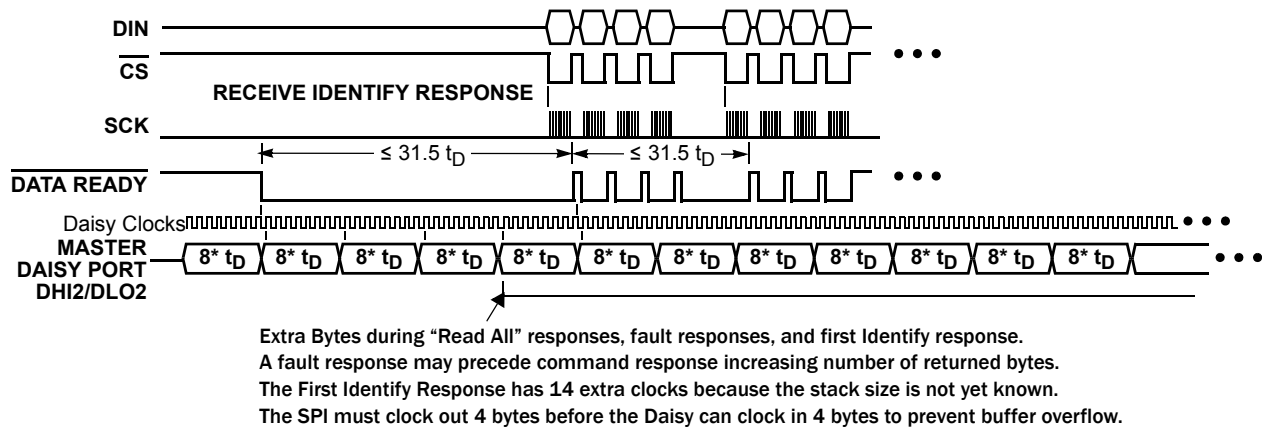 DIN
CS
RECEIVE IDENTIFY RESPONSE
SCK
≤ 31.5 tD
≤ 31.5 tD
DATA READY
Daisy Clocks
MASTER
DAISY PORT
DHI2/DLO2
8* tD 8* tD 8* tD 8* tD 8* tD 8* tD 8* tD 8* tD 8* tD 8* tD 8* tD 8* tD
Extra Bytes during “Read All” responses, fault responses, and first Identify response.
A fault response may precede command response increasing number of returned bytes.
The First Identify Response has 14 extra clocks because the stack size is not yet known.
The SPI must clock out 4 bytes before the Daisy can clock in 4 bytes to prevent buffer overflow.